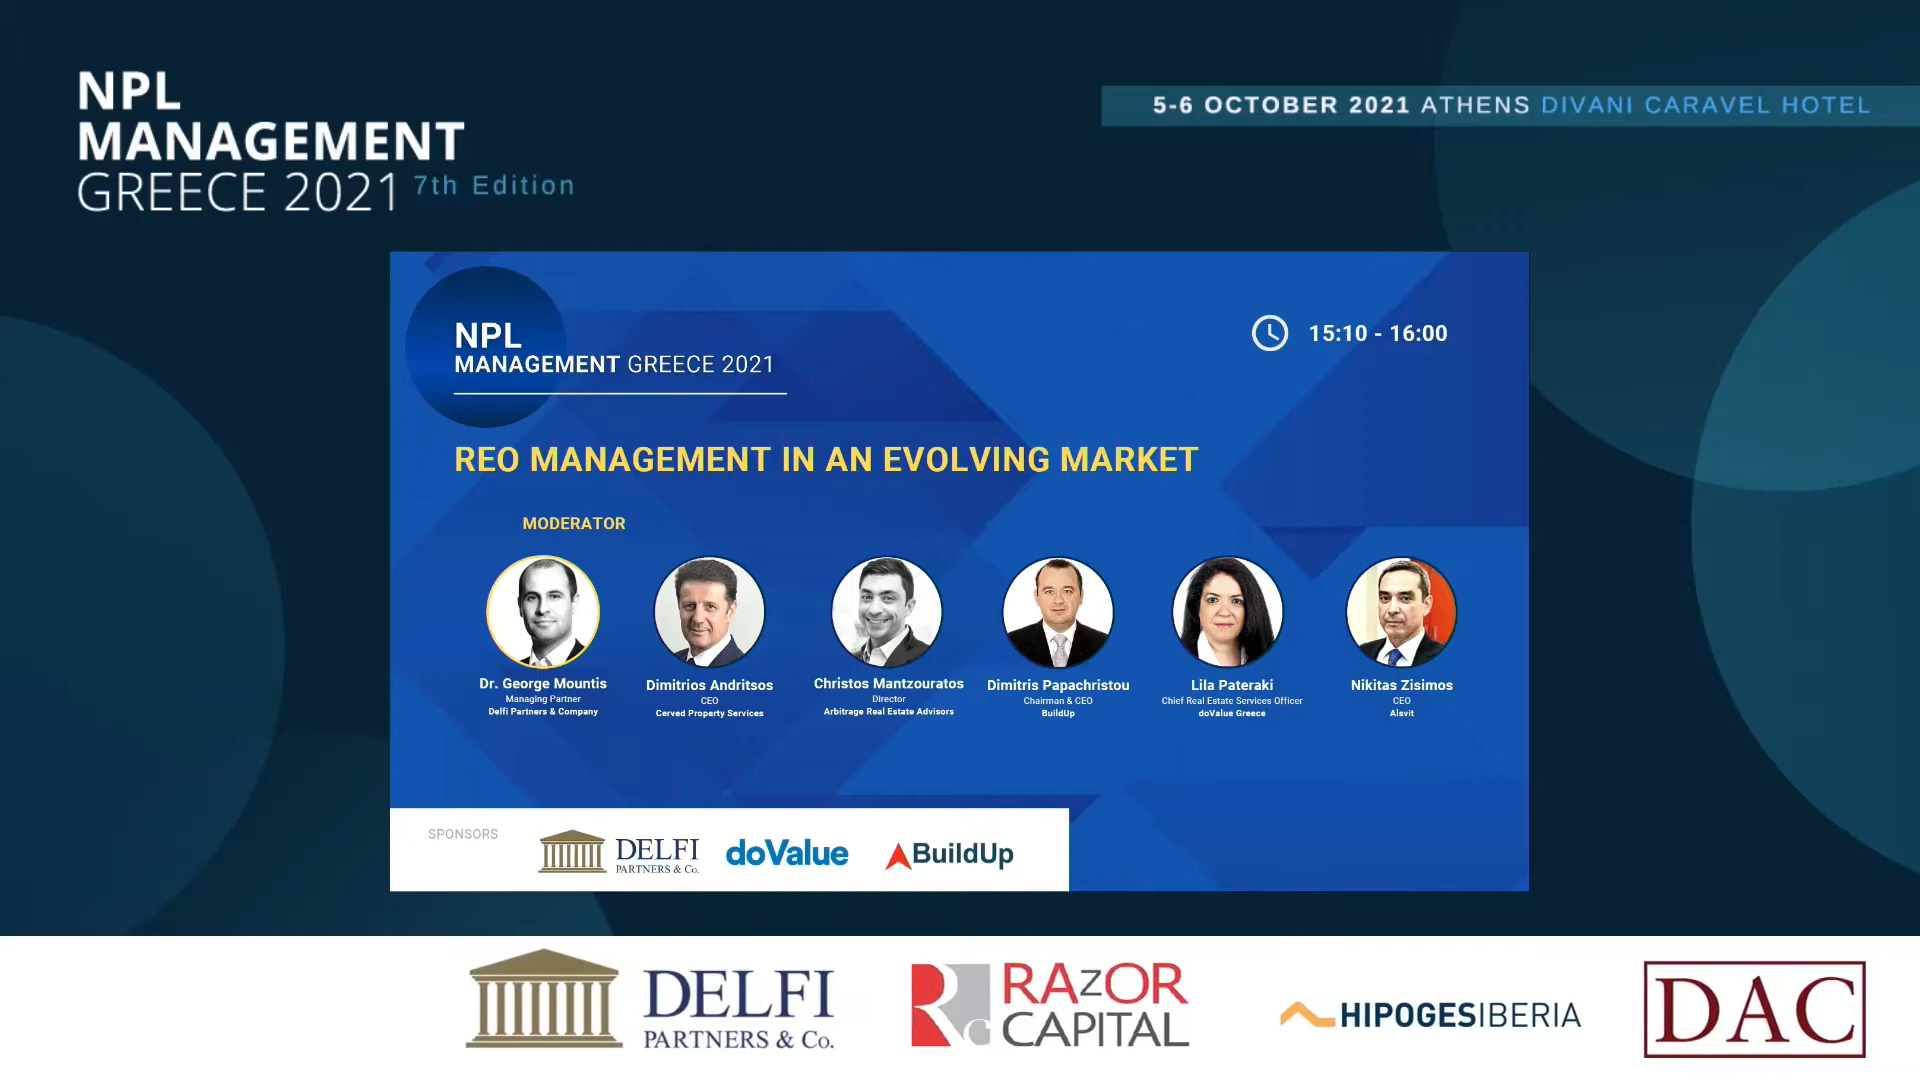 NPL
MANAGEMENT
GREECE 2021 7th Edition
5-6 OCTOBER 2021 ATHENS DIVANI CARAVEL HOTEL
NPL
MANAGEMENT GREECE 2021
15:10 - 16:00
REO MANAGEMENT IN AN EVOLVING MARKET
MODERATOR
Dr. George Mountis
Managing Partner
Delfi Partners & Company
Dimitrios Andritsos
CEO
Cerved Property Services
Christos Mantzouratos
Director
Arbitrage Real Estate Advisors
Dimitris Papachristou
Chairman & CEO
BuildUp
Lila Pateraki
Chief Real Estate Services Officer
doValue Greece
Nikitas Zisimos
CEO
Alsvit
SPONSORS
DELFI
PARTNERS & Co.
doValue
BuildUp
DELFI
PARTNERS & Co.
Rc
RAzOR
CAPITAL
HIPOGESIBERIA
DAC